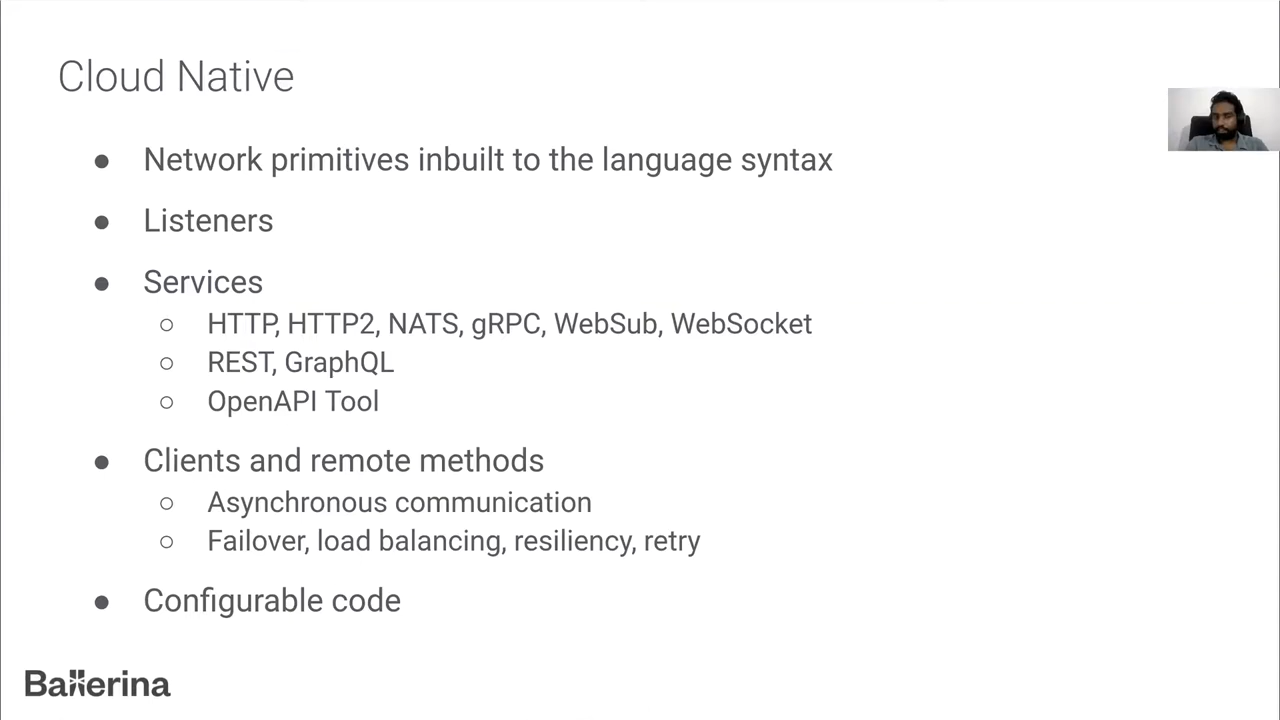 Cloud Native
● Network primitives inbuilt to the language syntax
● Listeners
● Services
○ HTTP, HTTP2, NATS, gRPC, WebSub, WebSocket
○ REST, GraphQL
○ OpenAPI Tool
● Clients and remote methods
○ Asynchronous communication
○ Failover, load balancing, resiliency, retry
● Configurable code
Ballerina